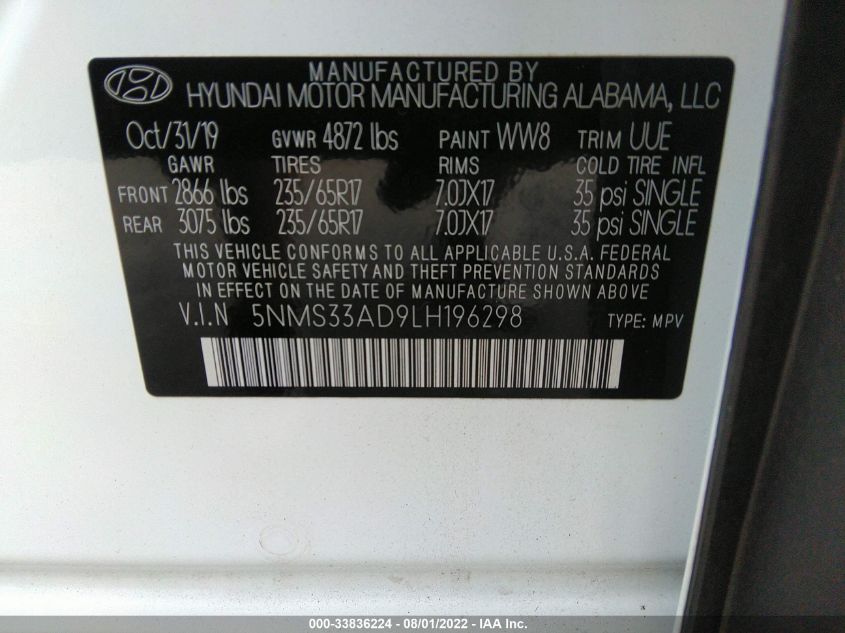 MANUFACTURED BY
HYUNDAI MOTOR MANUFACTURING ALABAMA, LLC
Oct/31/19 GVWR 4872 lbs PAINT WW8 TRIM UUE
GAWR TIRES RIMS COLD TIRE INFL
FRONT 2866 lbs 235/65R17 7.0JX17 35 psi SINGLE
REAR 3075 lbs 235/65R17 7.0JX17 35 psi SINGLE
THIS VEHICLE CONFORMS TO ALL APPLICABLE U.S.A. FEDERAL
MOTOR VEHICLE SAFETY AND THEFT PREVENTION STANDARDS
IN EFFECT ON THE DATE OF MANUFACTURE SHOWN ABOVE.
V.I.N 5NMS33AD9LH196298 TYPE: MPV
000-33836224 - 08/01/2022 - IAA Inc.